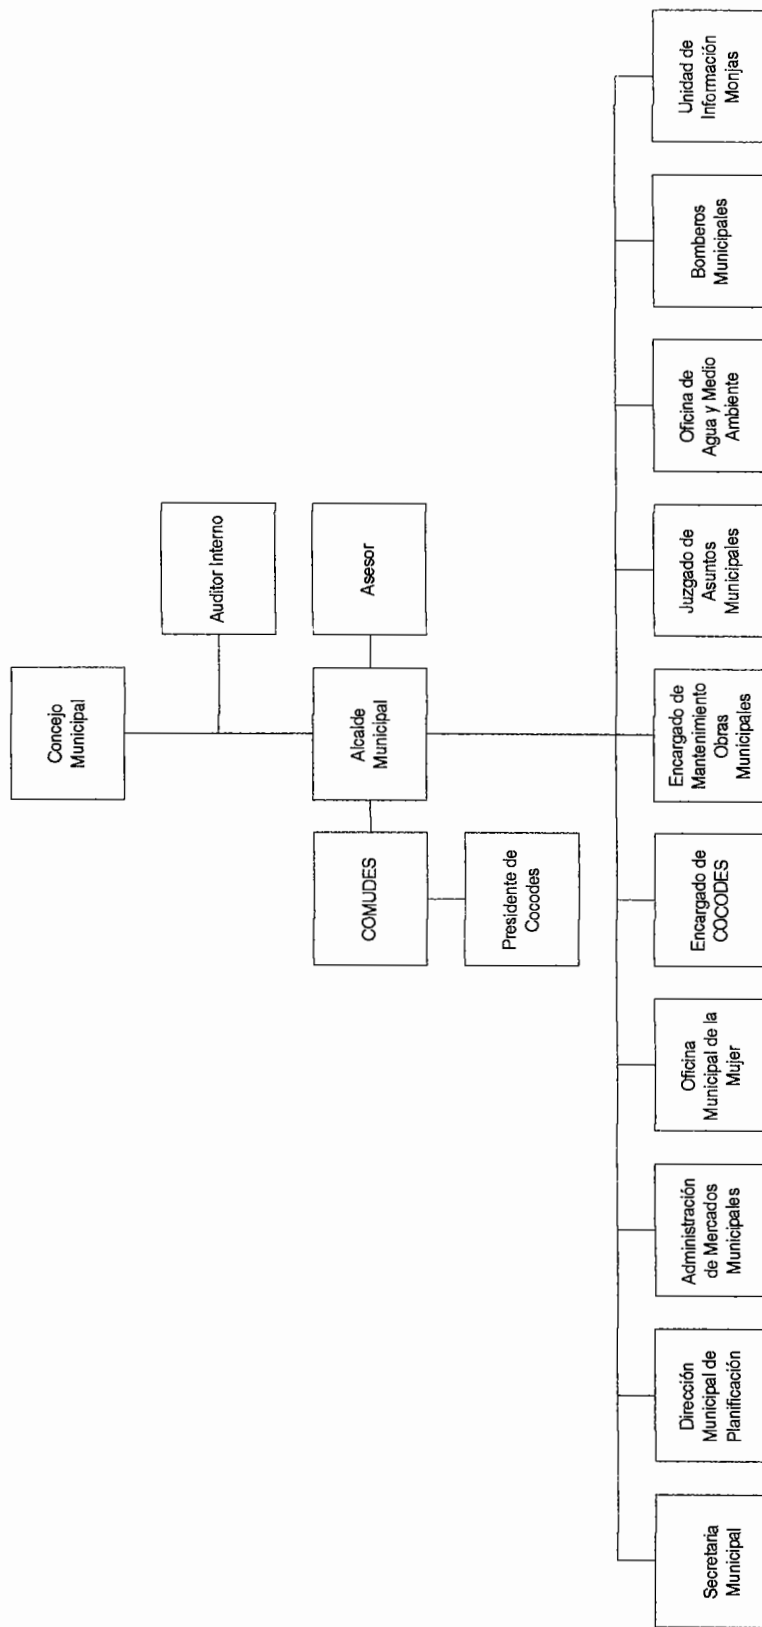 Concejo
Municipal
Auditor Interno
COMUDES
Alcalde
Municipal
Asesor
Presidente de
Cocodes
Secretaria
Municipal
Dirección
Municipal de
Planificación
Administración
de Mercados
Municipales
Oficina
Municipal de la
Mujer
Encargado de
COCODES
Encargado de
Mantenimiento
Obras
Municipales
Juzgado de
Asuntos
Municipales
Oficina de
Agua y Medio
Ambiente
Bomberos
Municipales
Unidad de
Información
Monjas